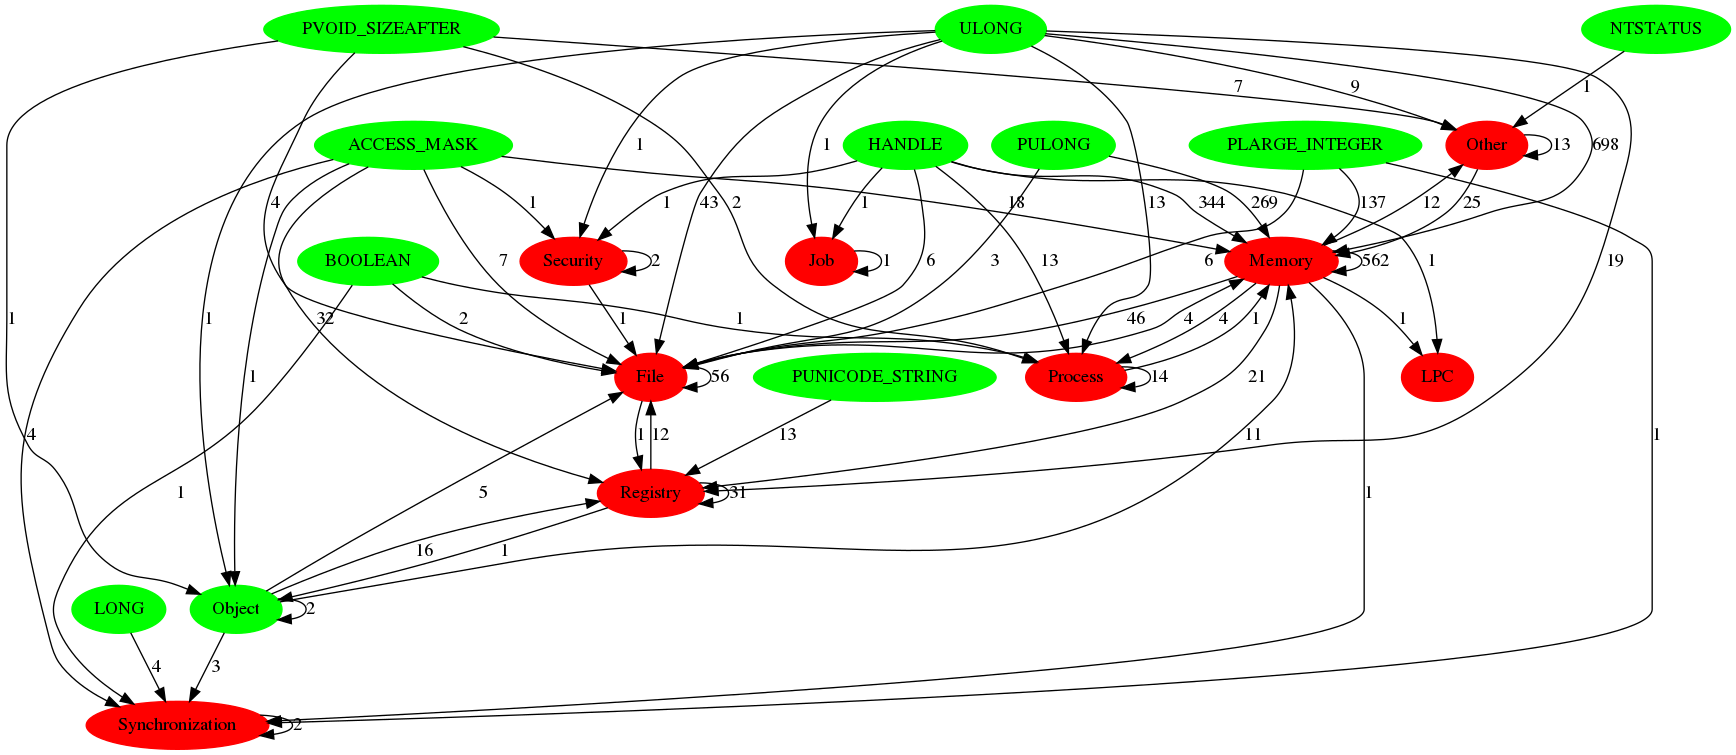 PVOID_SIZEAFTER ULONG NTSTATUS
7 9 1
ACCESS_MASK HANDLE PULONG PLARGE_INTEGER Other 13
1 1 698
4 1 43 1 2 18 13 344 269 137 12 25
BOOLEAN Security 2 Job 1 Memory 562
7 6 3 13 6 1 19
1 1 32 2 1 1 46 4 4 1 21 1
1 File 56 PUNICODE_STRING Process 14 LPC
4 1 12 13 11 1
1 5 Registry 31 1
16 1
LONG Object 2
4 3
Synchronization 2